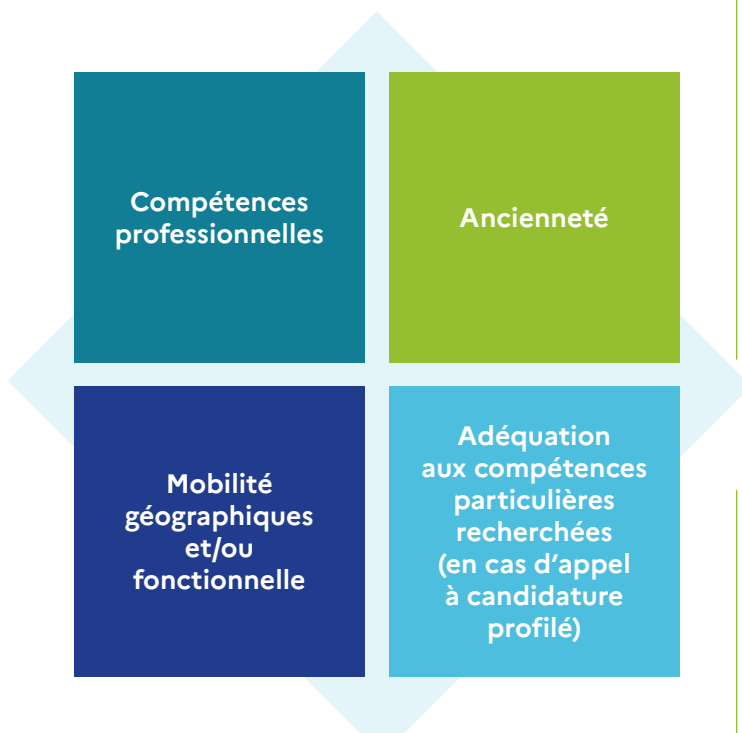 Compétences
professionnelles
Ancienneté
Mobilité
géographiques
et/ou
fonctionnelle
Adéquation
aux compétences
particulières
recherchées
(en cas d’appel
à candidature
profilé)